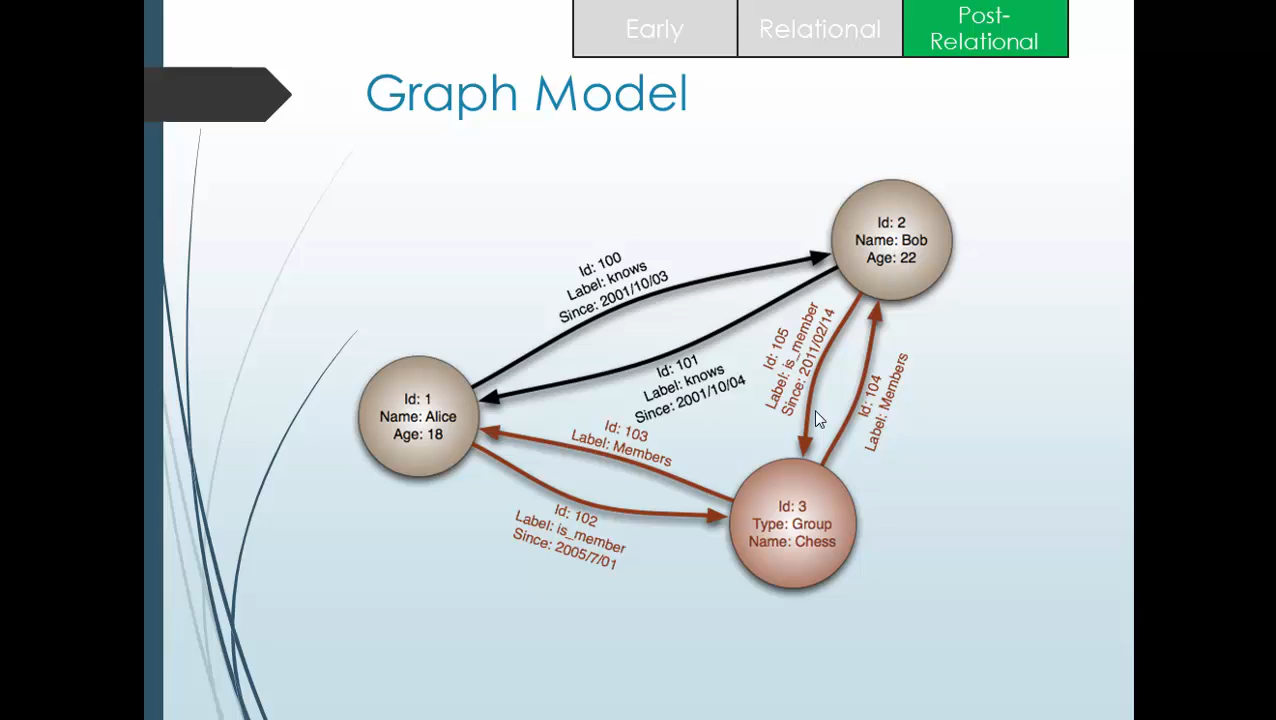 Early
Relational
Post-
Relational
Graph Model
Id: 2
Name: Bob
Age: 22
Id: 100
Label: knows
Since: 2001/10/03
Id: 101
Label: knows
Since: 2001/10/04
Id: 105
Label: is_member
Since: 2011/02/14
Id: 104
Label: Members
Id: 1
Name: Alice
Age: 18
Id: 103
Label: Members
Id: 102
Label: is_member
Since: 2005/7/01
Id: 3
Type: Group
Name: Chess